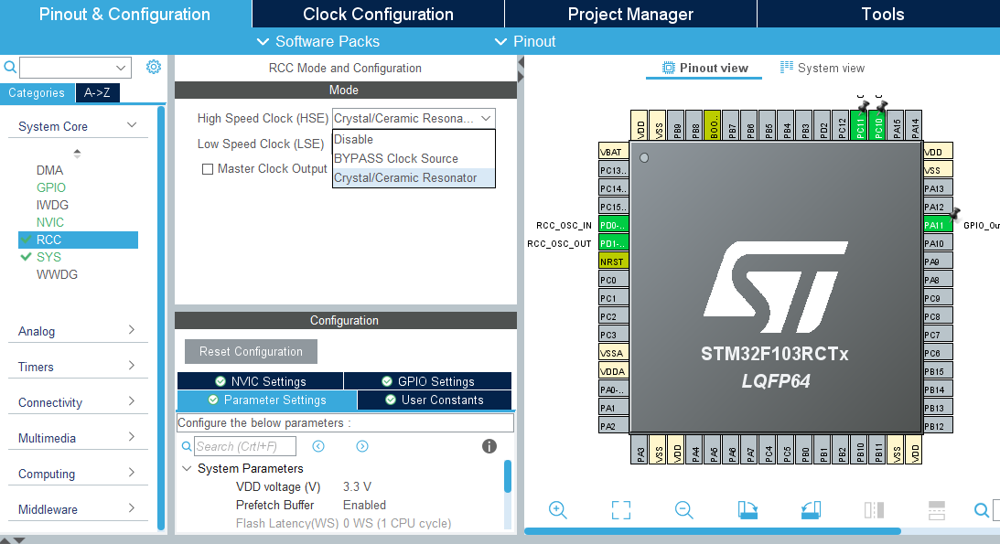 Pinout & Configuration
Clock Configuration
Project Manager
Tools
Software Packs
Pinout
Categories
A->Z
System Core
DMA
GPIO
IWDG
NVIC
RCC
SYS
WWDG
Analog
Timers
Connectivity
Multimedia
Computing
Middleware
RCC Mode and Configuration
Mode
High Speed Clock (HSE) Crystal/Ceramic Resona...
Low Speed Clock (LSE)
Master Clock Output
Disable
BYPASS Clock Source
Crystal/Ceramic Resonator
Configuration
Reset Configuration
NVIC Settings
GPIO Settings
Parameter Settings
User Constants
Configure the below parameters :
Search (Crtl+F)
System Parameters
VDD voltage (V) 3.3 V
Prefetch Buffer Enabled
Flash Latency(WS) 0 WS (1 CPU cycle)
Pinout view
System view
VDD
VSS
PB9
PB8
PB7
PB6
PB5
PB4
PB3
PD2
PC12
PC11
PC10
PA15
PA14
VBAT
PC13..
PC14..
PC15..
RCC_OSC_IN PD0-..
RCC_OSC_OUT PD1-..
NRST
PC0
PC1
PC2
PC3
VSSA
VDDA
PA0-..
PA1
PA2
ST
STM32F103RCTx
LQFP64
VDD
VSS
PA13
PA12
PA11 GPIO_Ou
PA10
PA9
PA8
PC9
PC8
PC7
PC6
PB15
PB14
PB13
PB12
PA3
VSS
VDD
PA4
PA5
PA6
PA7
PC4
PC5
PB0
PB1
PB2
PB10
PB11
VSS
VDD